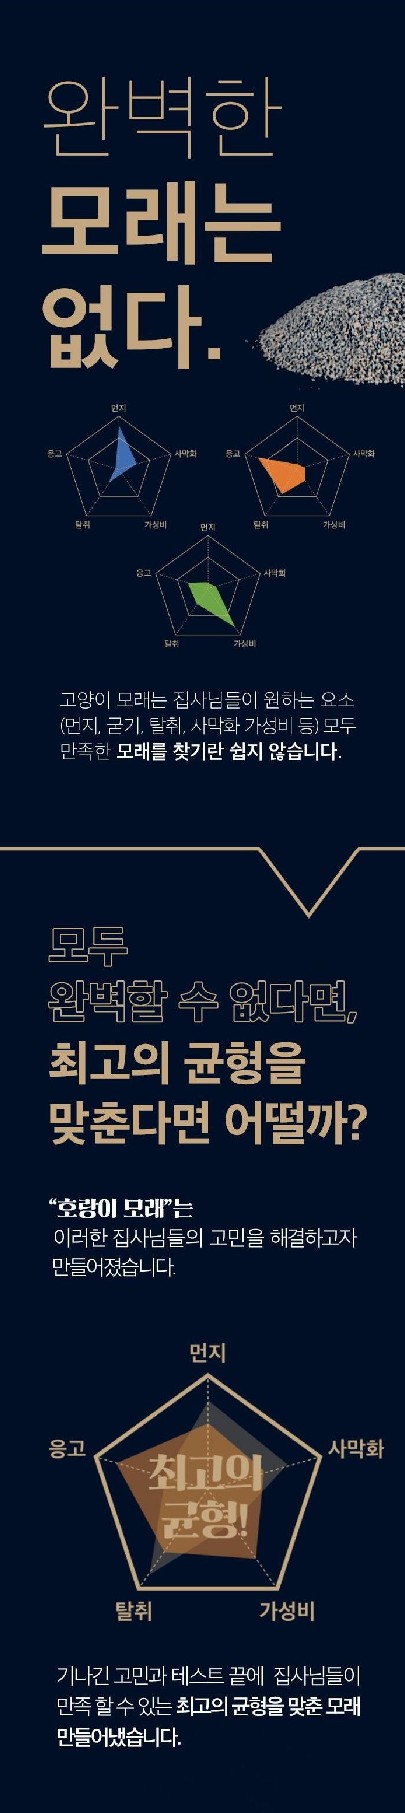 완벽한
모래는
없다.
먼지
응고
사막화
탈취
가성비
먼지
응고
사막화
탈취
가성비
먼지
응고
사막화
탈취
가성비
고양이 모래는 집사님들이 원하는 요소
(먼지, 굳기, 탈취, 사막화 가성비 등) 모두
만족한 모래를 찾기란 쉽지 않습니다.
모두
완벽할 수 없다면,
최고의 균형을
맞춘다면 어떨까?
“호랑이 모래”는
이러한 집사님들의 고민을 해결하고자
만들어졌습니다.
먼지
응고
사막화
최고의
균형!
탈취
가성비
기나긴 고민과 테스트 끝에 집사님들이
만족 할 수 있는 최고의 균형을 맞춘 모래
만들어냈습니다.